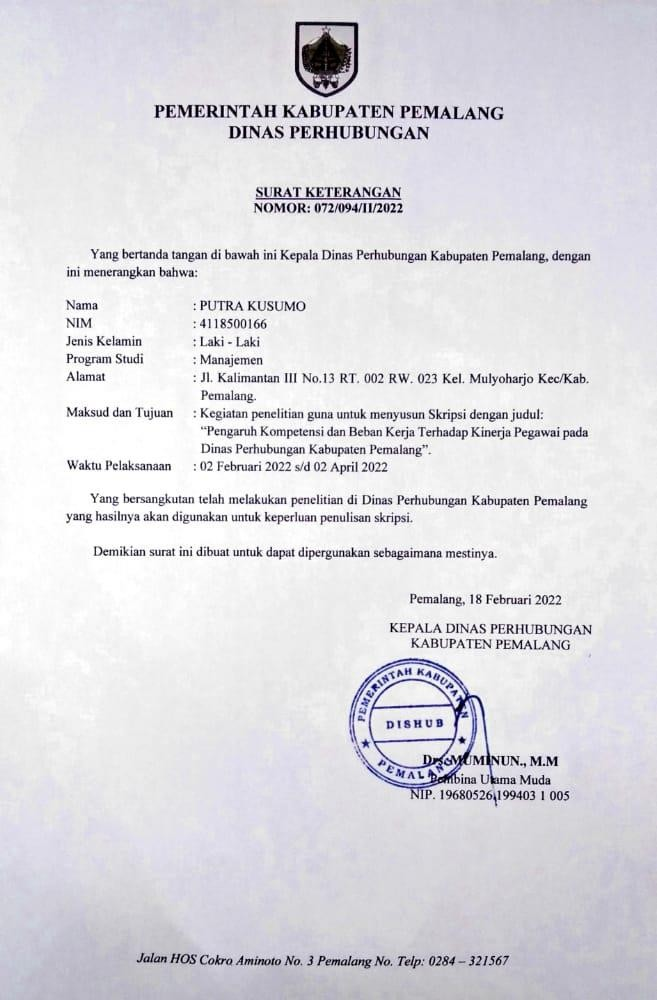 PEMERINTAH KABUPATEN PEMALANG
DINAS PERHUBUNGAN
SURAT KETERANGAN
NOMOR: 072/094/II/2022
Yang bertanda tangan di bawah ini Kepala Dinas Perhubungan Kabupaten Pemalang, dengan
ini menerangkan bahwa:
Nama : PUTRA KUSUMO
NIM : 4118500166
Jenis Kelamin : Laki - Laki
Program Studi : Manajemen
Alamat : Jl. Kalimantan III No.13 RT. 002 RW. 023 Kel. Mulyoharjo Kec/Kab.
Pemalang.
Maksud dan Tujuan : Kegiatan penelitian guna untuk menyusun Skripsi dengan judul:
“Pengaruh Kompetensi dan Beban Kerja Terhadap Kinerja Pegawai pada
Dinas Perhubungan Kabupaten Pemalang”.
Waktu Pelaksanaan : 02 Februari 2022 s/d 02 April 2022
Yang bersangkutan telah melakukan penelitian di Dinas Perhubungan Kabupaten Pemalang
yang hasilnya akan digunakan untuk keperluan penulisan skripsi.
Demikian surat ini dibuat untuk dapat dipergunakan sebagaimana mestinya.
Pemalang, 18 Februari 2022
KEPALA DINAS PERHUBUNGAN
KABUPATEN PEMALANG
PEMERINTAH KABUPATEN
DISHUB
PEMALANG
Drs. MUMINUN., M.M
Pembina Utama Muda
NIP. 19680526 199403 1 005
Jalan HOS Cokro Aminoto No. 3 Pemalang No. Telp: 0284 – 321567